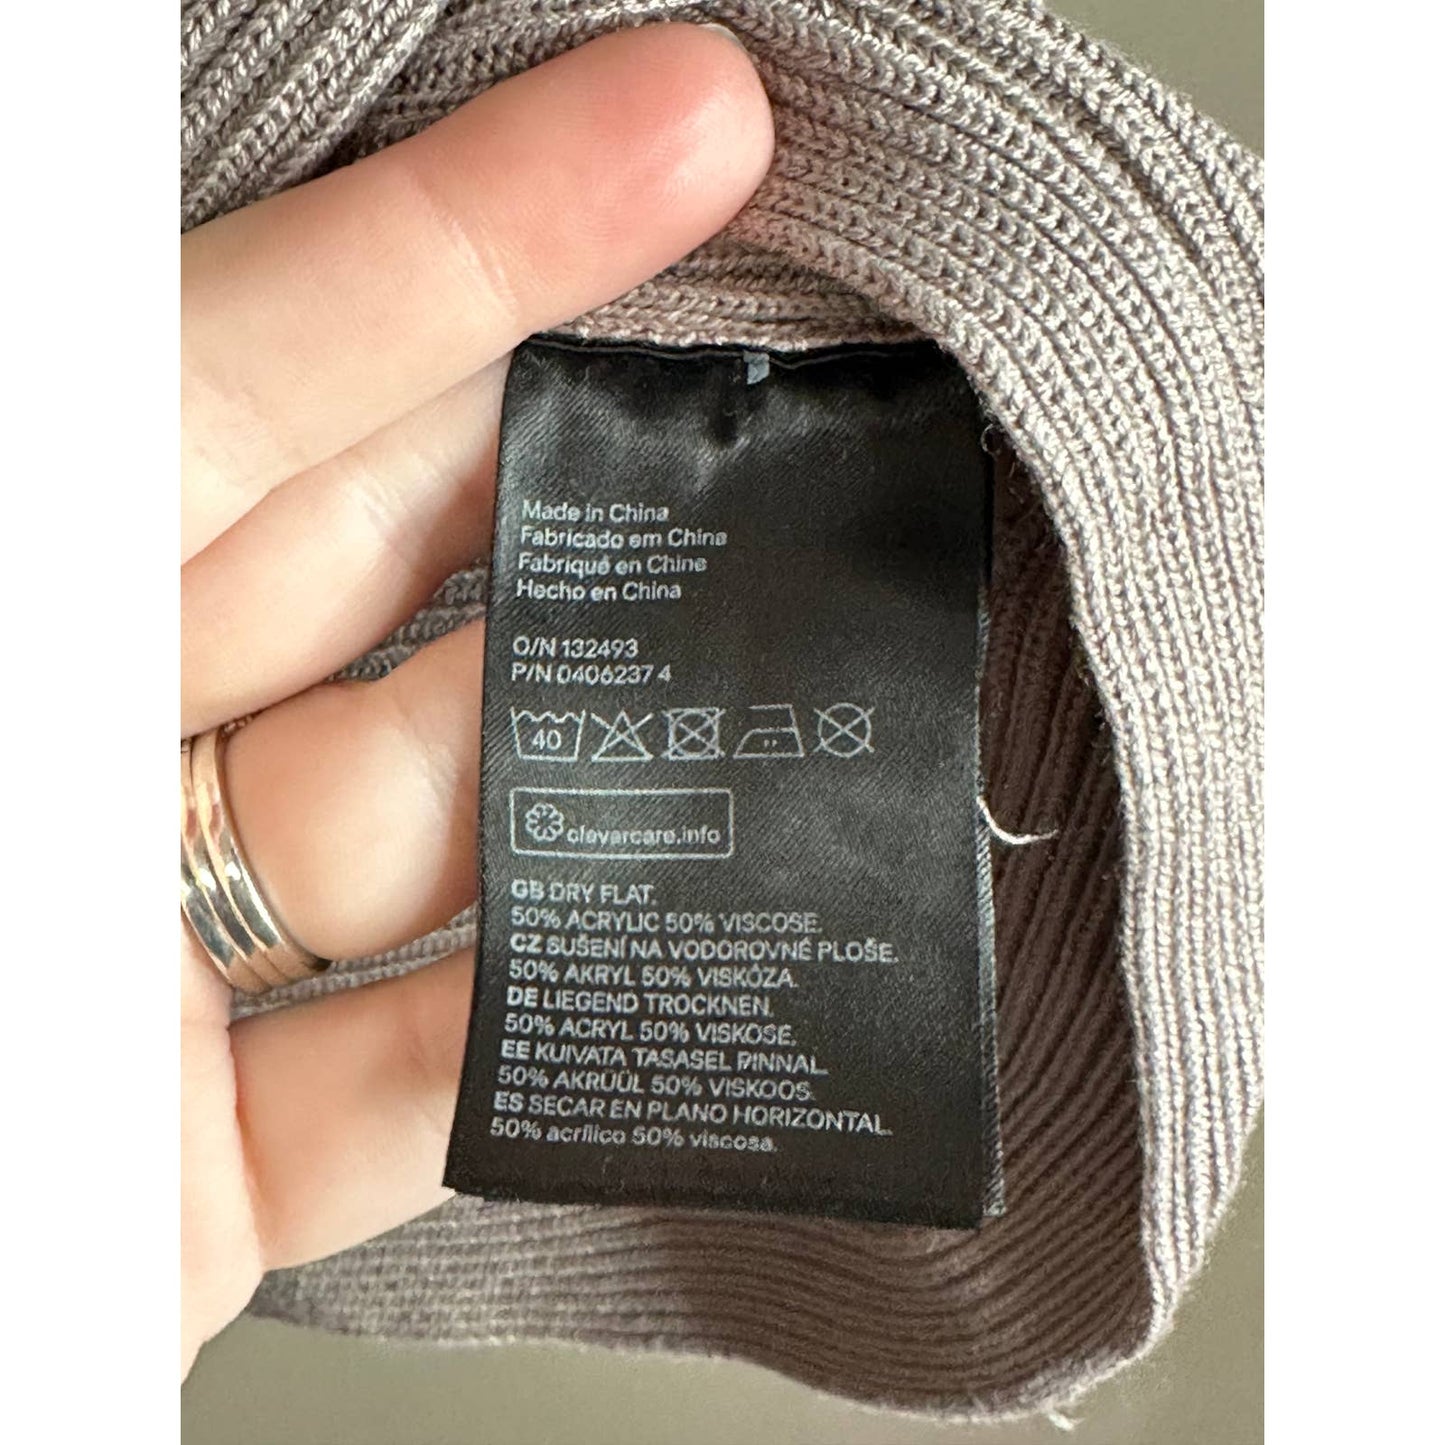 Made in China
Fabricado em China
Fabriqué en Chine
Hecho en China
O/N 132493
P/N 0406237 4
40
clevercare.info
GB DRY FLAT.
50% ACRYLIC 50% VISCOSE.
CZ SUŠENÍ NA VODOROVNÉ PLOŠE.
50% AKRYL 50% VISKÓZA.
DE LIEGEND TROCKNEN.
50% ACRYL 50% VISKOSE.
EE KUIVATA TASASEL PINNAL.
50% AKRÜÜL 50% VISKOOS.
ES SECAR EN PLANO HORIZONTAL.
50% acrílico 50% viscosa.